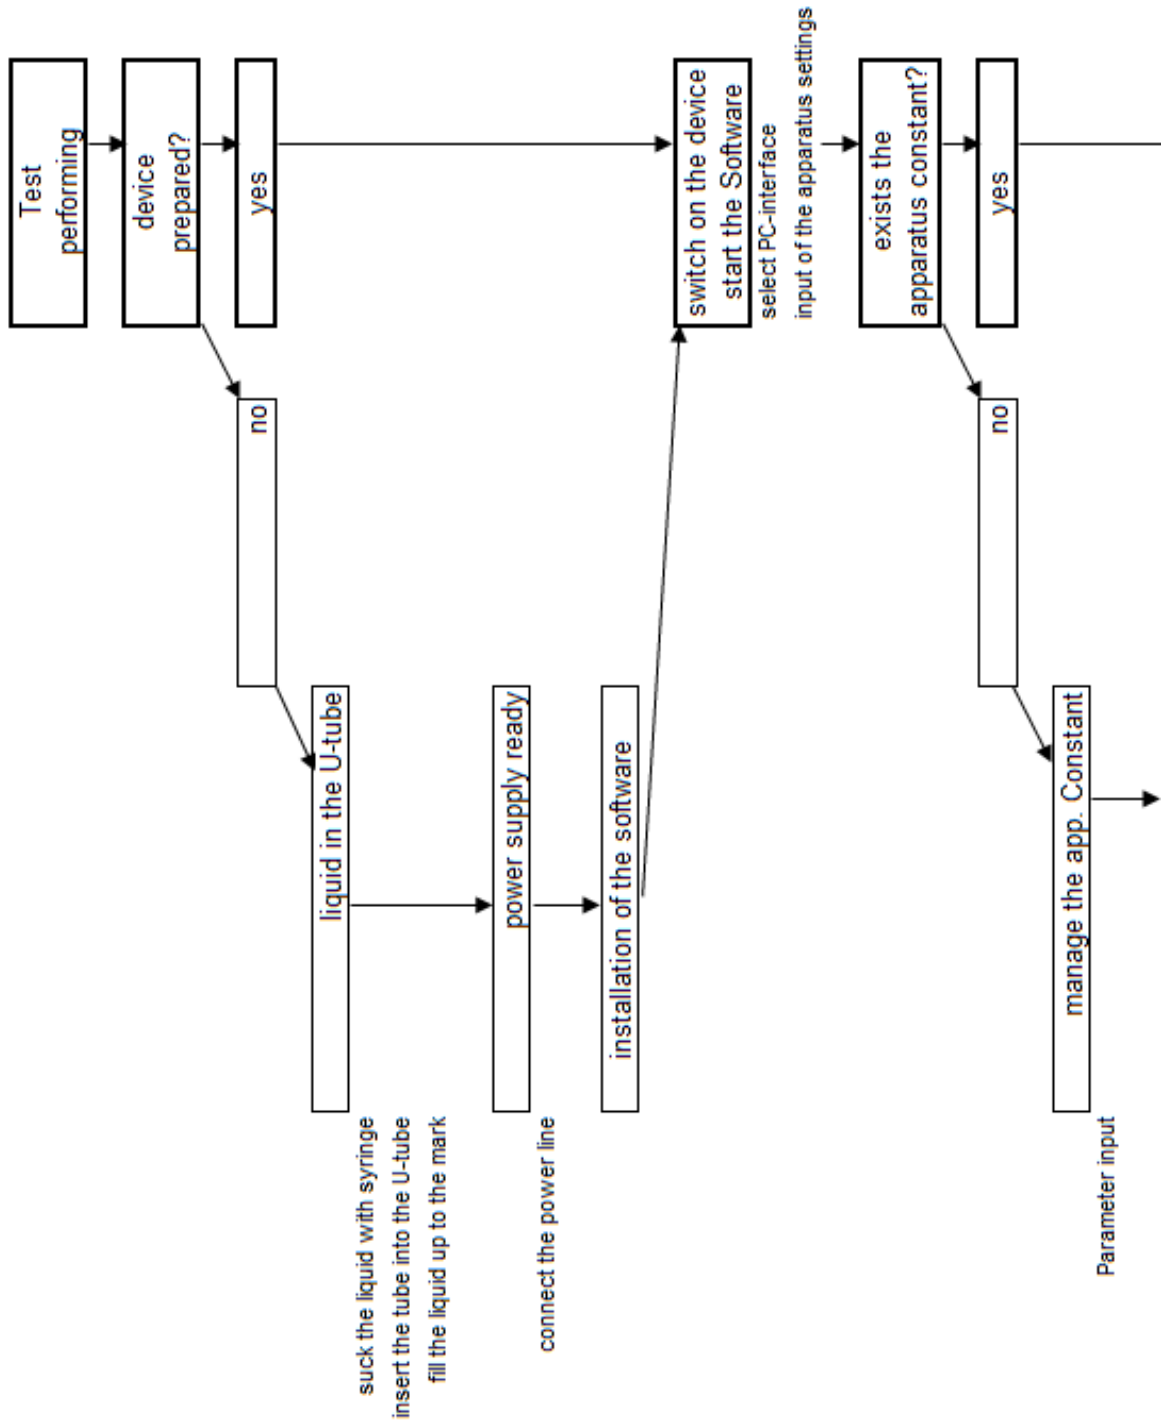 Test
performing
device
prepared?
yes
no
liquid in the U-tube
suck the liquid with syringe
insert the tube into the U-tube
fill the liquid up to the mark
power supply ready
connect the power line
installation of the software
switch on the device
start the Software
select PC-interface
input of the apparatus settings
exists the
apparatus constant?
yes
no
manage the app. Constant
Parameter input